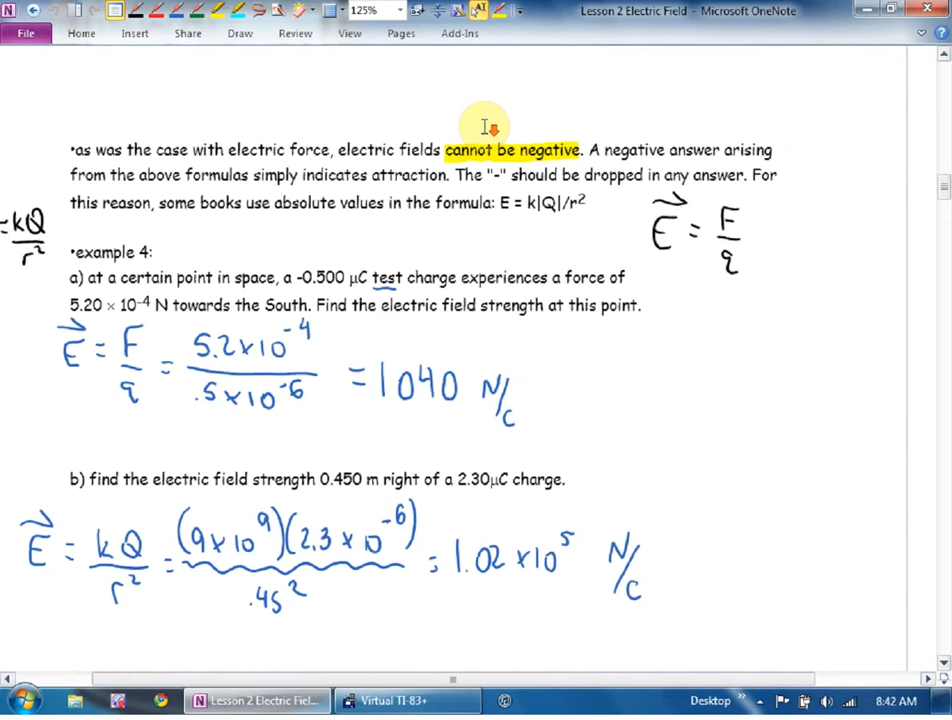 125%
Lesson 2 Electric Field - Microsoft OneNote
File Home Insert Share Draw Review View Pages Add-Ins
•as was the case with electric force, electric fields cannot be negative. A negative answer arising
from the above formulas simply indicates attraction. The "-" should be dropped in any answer. For
this reason, some books use absolute values in the formula: E = k|Q|/r²
= kQ / r²
E = F / q
•example 4:
a) at a certain point in space, a -0.500 μC test charge experiences a force of
5.20 × 10⁻⁴ N towards the South. Find the electric field strength at this point.
E = F / q = 5.2 × 10⁻⁴ / .5 × 10⁻⁶ = 1040 N/C
b) find the electric field strength 0.450 m right of a 2.30μC charge.
E = kQ / r² = (9 × 10⁹)(2.3 × 10⁻⁶) / .45² = 1.02 × 10⁵ N/C
Lesson 2 Electric Fiel...
Virtual TI-83+
Desktop
8:42 AM